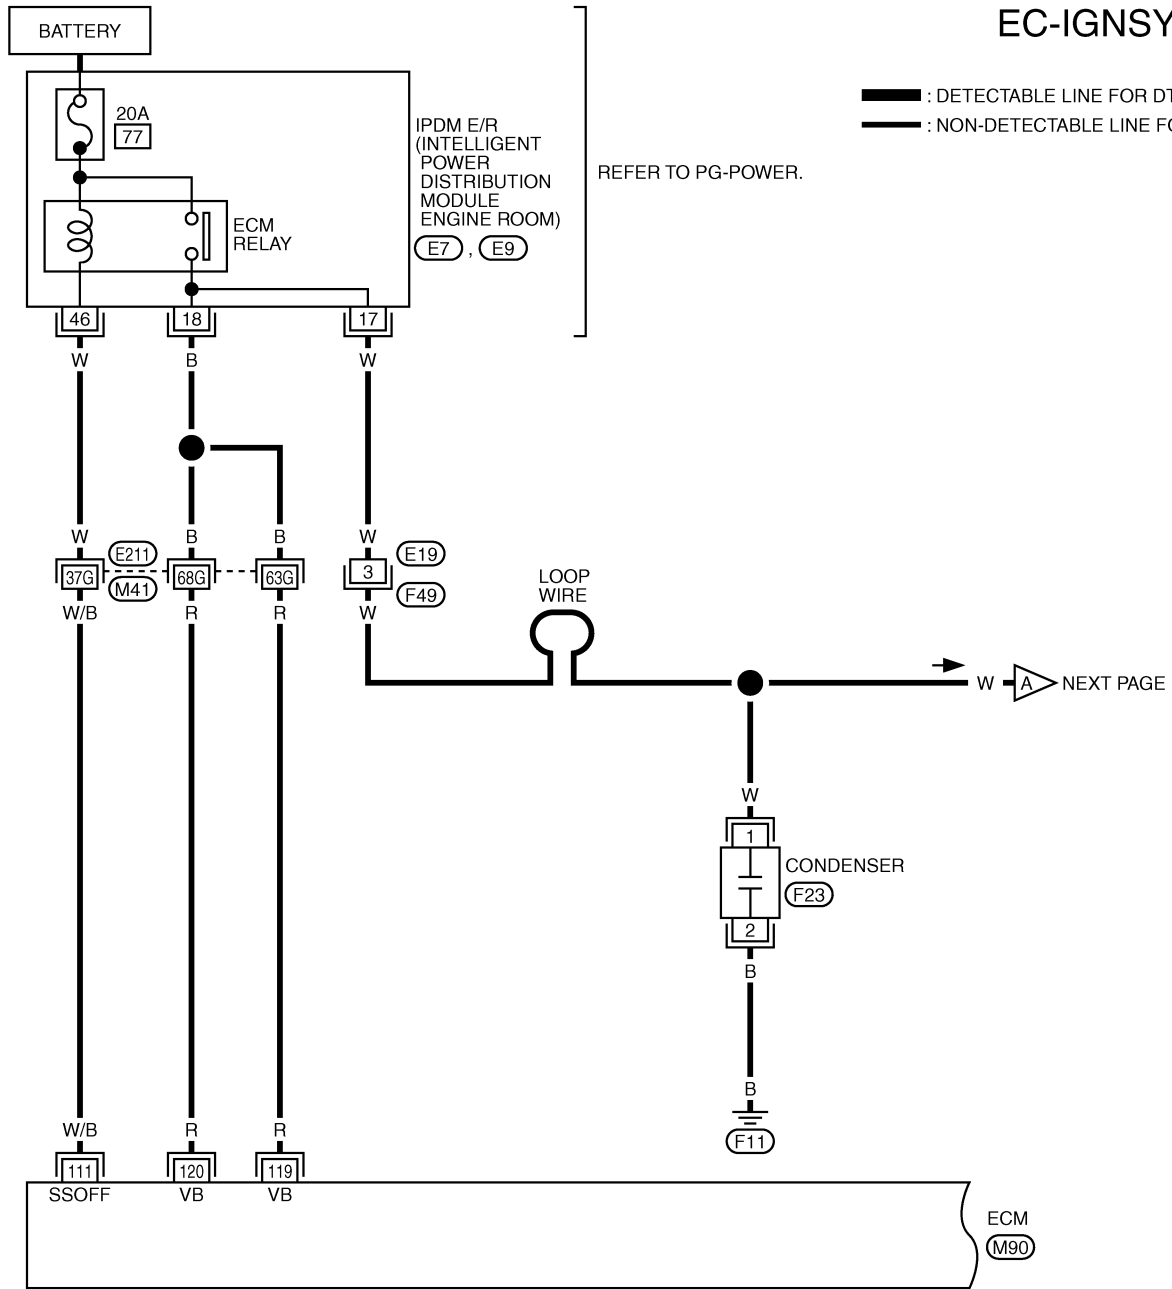 EC-IGNSY
BATTERY
: DETECTABLE LINE FOR DT
: NON-DETECTABLE LINE FO
20A
77
IPDM E/R
(INTELLIGENT
POWER
DISTRIBUTION
MODULE
ENGINE ROOM)
E7 , E9
REFER TO PG-POWER.
ECM
RELAY
46 18 17
W B W
W B B W
E211 E19
37G 68G 63G 3
M41 F49
W/B R R W
LOOP
WIRE
W A NEXT PAGE
W
1
CONDENSER
F23
2
B
B
F11
W/B R R
111 120 119
SSOFF VB VB
ECM
M90